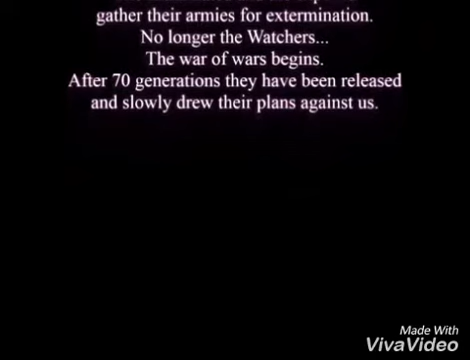 gather their armies for extermination.
No longer the Watchers...
The war of wars begins.
After 70 generations they have been released
and slowly drew their plans against us.
Made With
VivaVideo